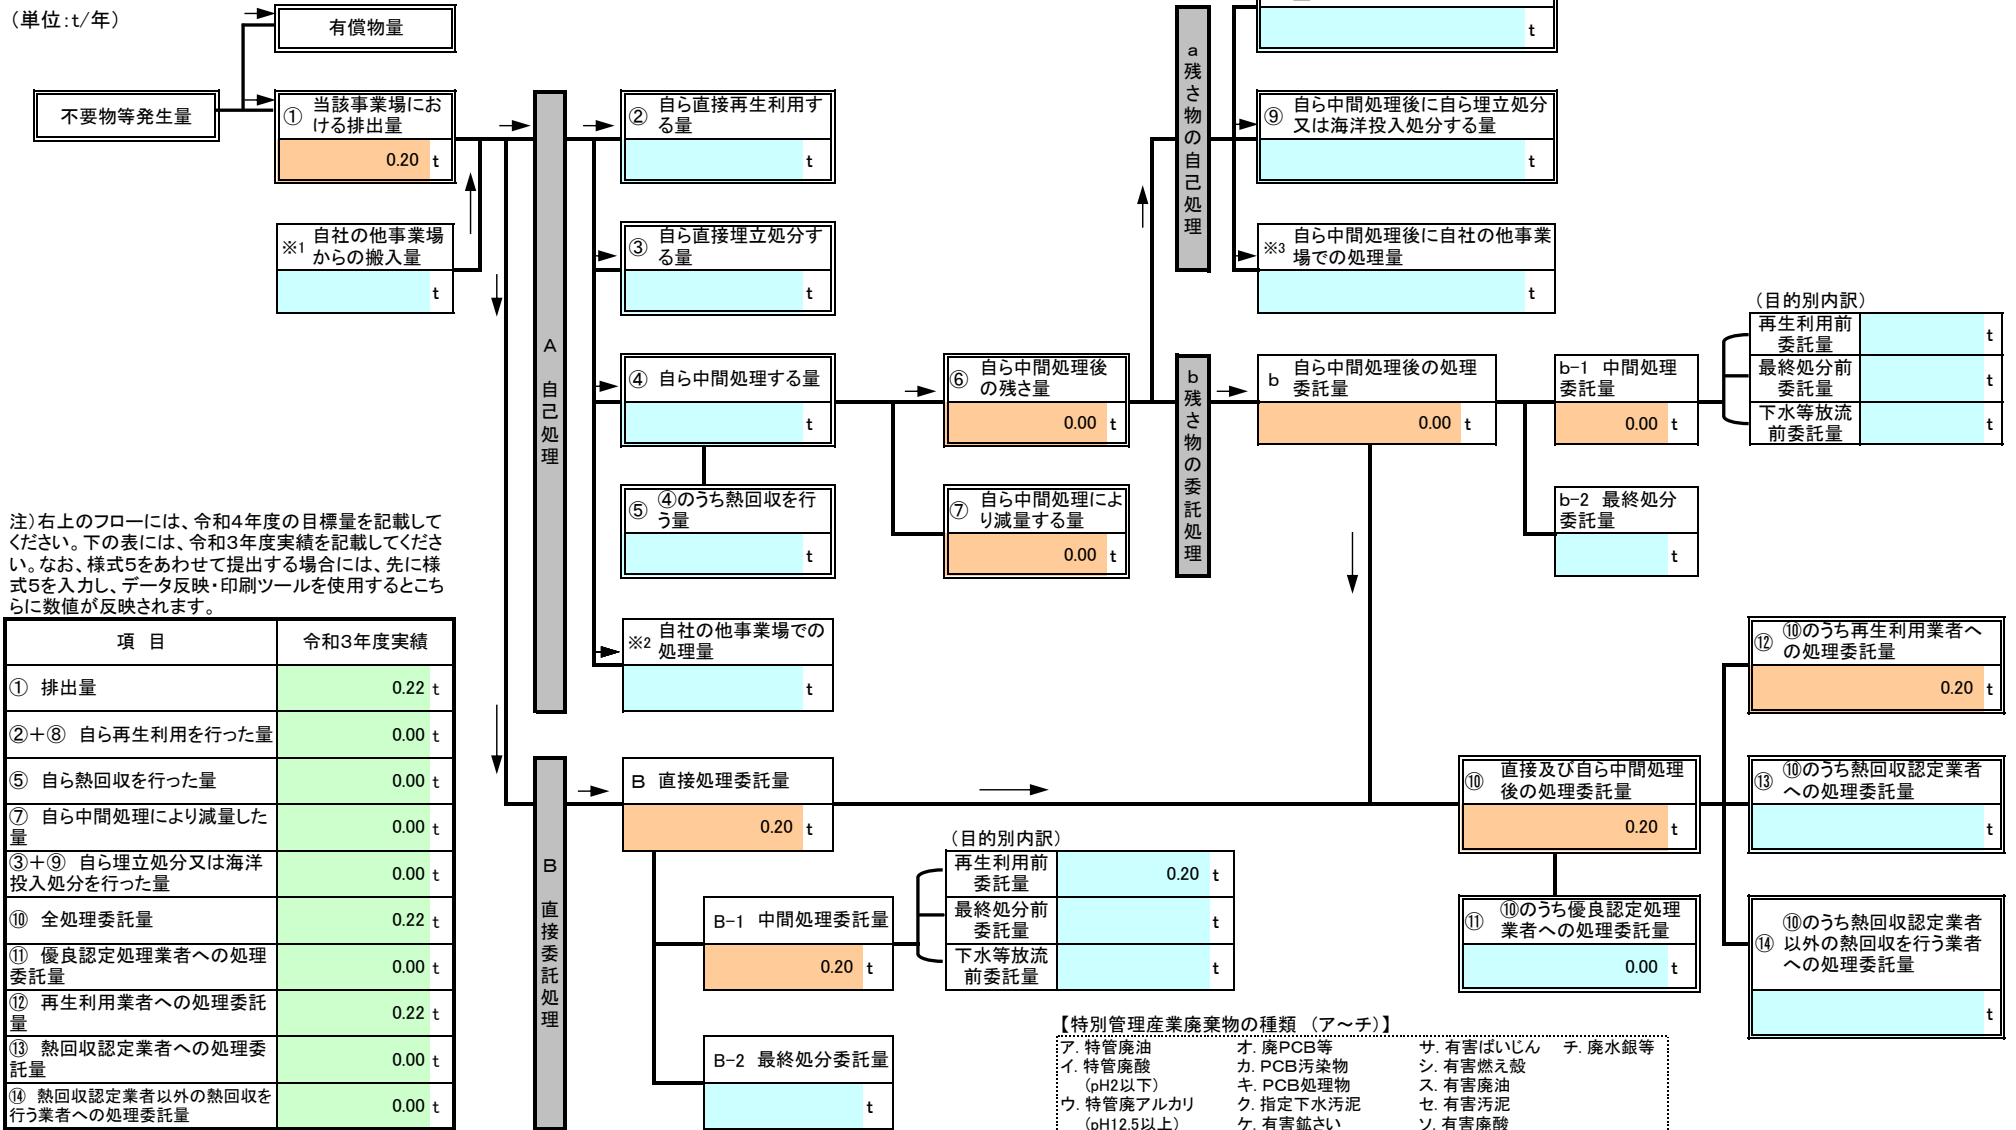 （単位:t/年）
有償物量
不要物等発生量
① 当該事業場にお
ける排出量
0.20 t
※1 自社の他事業場
からの搬入量
t
A 自己処理
② 自ら直接再生利用す
る量
t
③ 自ら直接埋立処分す
る量
t
④ 自ら中間処理する量
t
⑤ ④のうち熱回収を行
う量
t
※2 自社の他事業場での
処理量
t
⑥ 自ら中間処理後
の残さ量
0.00 t
⑦ 自ら中間処理によ
り減量する量
0.00 t
a 残さ物の自己処理
t
⑨ 自ら中間処理後に自ら埋立処分
又は海洋投入処分する量
t
※3 自ら中間処理後に自社の他事業
場での処理量
t
b 残さ物の委託処理
b 自ら中間処理後の処理
委託量
0.00 t
b-1 中間処理
委託量
0.00 t
b-2 最終処分
委託量
t
（目的別内訳）
再生利用前
委託量
t
最終処分前
委託量
t
下水等放流
前委託量
t
注）右上のフローには、令和4年度の目標量を記載して
ください。下の表には、令和3年度実績を記載してくださ
い。なお、様式5をあわせて提出する場合には、先に様
式5を入力し、データ反映・印刷ツールを使用するとこち
らに数値が反映されます。
項 目 令和3年度実績
① 排出量 0.22 t
②＋⑧ 自ら再生利用を行った量 0.00 t
⑤ 自ら熱回収を行った量 0.00 t
⑦ 自ら中間処理により減量した
量 0.00 t
③＋⑨ 自ら埋立処分又は海洋
投入処分を行った量 0.00 t
⑩ 全処理委託量 0.22 t
⑪ 優良認定処理業者への処理
委託量 0.00 t
⑫ 再生利用業者への処理委託
量 0.22 t
⑬ 熱回収認定業者への処理委
託量 0.00 t
⑭ 熱回収認定業者以外の熱回収を
行う業者への処理委託量 0.00 t
B 直接委託処理
B 直接処理委託量
0.20 t
B-1 中間処理委託量
0.20 t
B-2 最終処分委託量
t
（目的別内訳）
再生利用前
委託量
0.20 t
最終処分前
委託量
t
下水等放流
前委託量
t
⑩ 直接及び自ら中間処理
後の処理委託量
0.20 t
⑪ ⑩のうち優良認定処理
業者への処理委託量
0.00 t
⑫ ⑩のうち再生利用業者へ
の処理委託量
0.20 t
⑬ ⑩のうち熱回収認定業者
への処理委託量
t
⑭ ⑩のうち熱回収認定業者
以外の熱回収を行う業者
への処理委託量
t
【特別管理産業廃棄物の種類 （ア～チ）】
ア. 特管廃油 オ. 廃PCB等 サ. 有害ばいじん チ. 廃水銀等
イ. 特管廃酸 カ. PCB汚染物 シ. 有害燃え殻
（pH2以下） キ. PCB処理物 ス. 有害廃油
ウ. 特管廃アルカリ ク. 指定下水汚泥 セ. 有害汚泥
（pH12.5以上） ケ. 有害鉱さい ソ. 有害廃酸